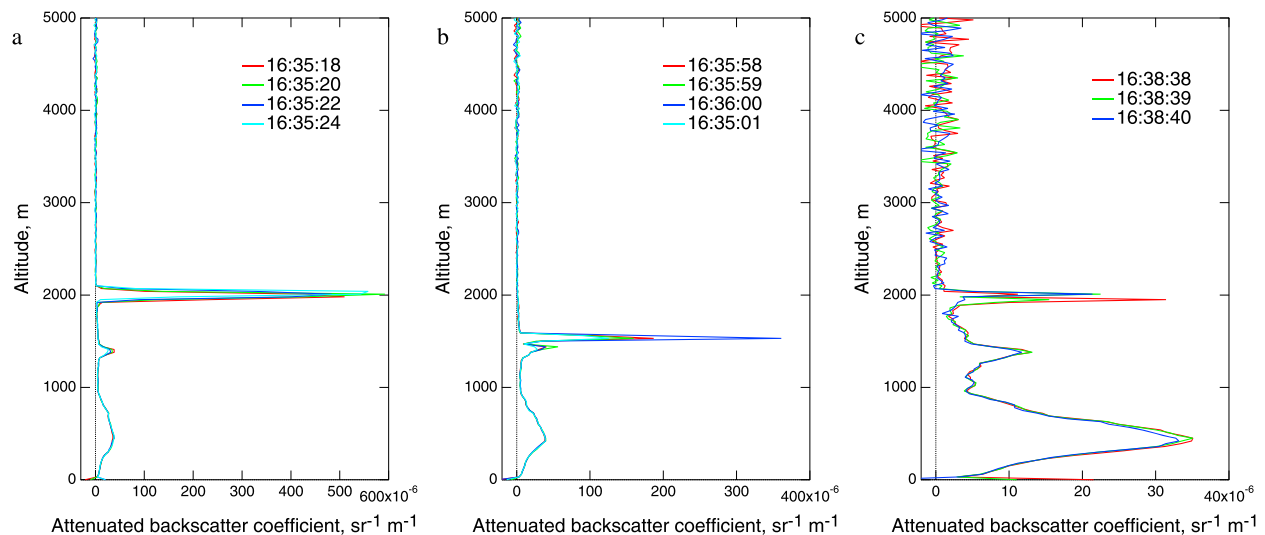 a
5000
4000
3000
2000
1000
0
Altitude, m
16:35:18
16:35:20
16:35:22
16:35:24
0 100 200 300 400 500 600x10-6
Attenuated backscatter coefficient, sr-1 m-1
b
5000
4000
3000
2000
1000
0
Altitude, m
16:35:58
16:35:59
16:36:00
16:35:01
0 100 200 300 400x10-6
Attenuated backscatter coefficient, sr-1 m-1
c
5000
4000
3000
2000
1000
0
Altitude, m
16:38:38
16:38:39
16:38:40
0 10 20 30 40x10-6
Attenuated backscatter coefficient, sr-1 m-1